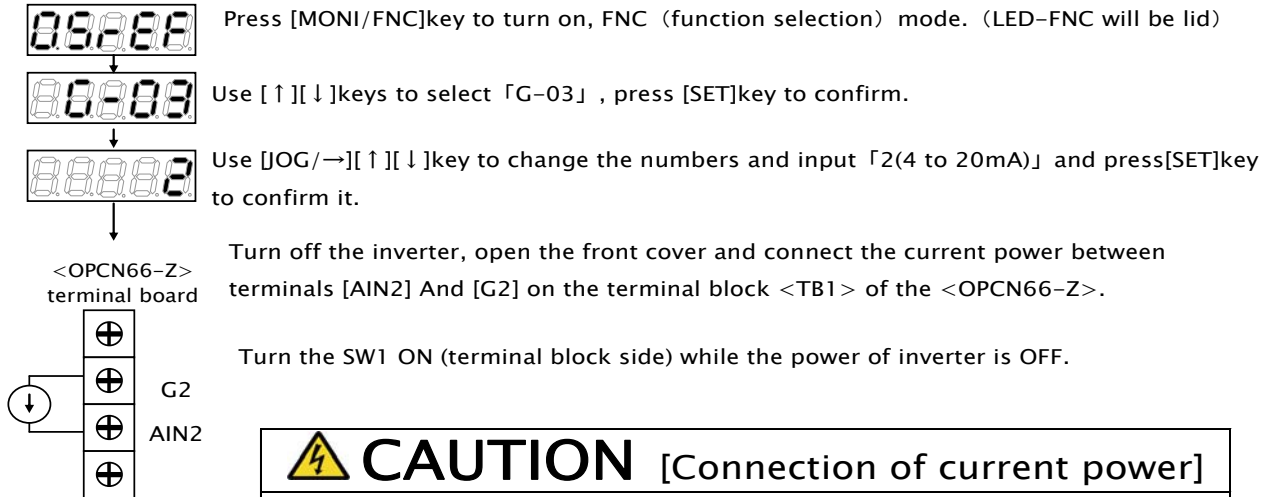 05rEF
Press [MONI/FNC]key to turn on, FNC（function selection）mode.（LED-FNC will be lid）
G-03
Use [↑][↓]keys to select「G-03」, press [SET]key to confirm.
2
Use [JOG/→][↑][↓]key to change the numbers and input「2(4 to 20mA)」and press[SET]key
to confirm it.
<OPCN66-Z>
terminal board
Turn off the inverter, open the front cover and connect the current power between
terminals [AIN2] And [G2] on the terminal block <TB1> of the <OPCN66-Z>.
Turn the SW1 ON (terminal block side) while the power of inverter is OFF.
G2
AIN2
CAUTION [Connection of current power]